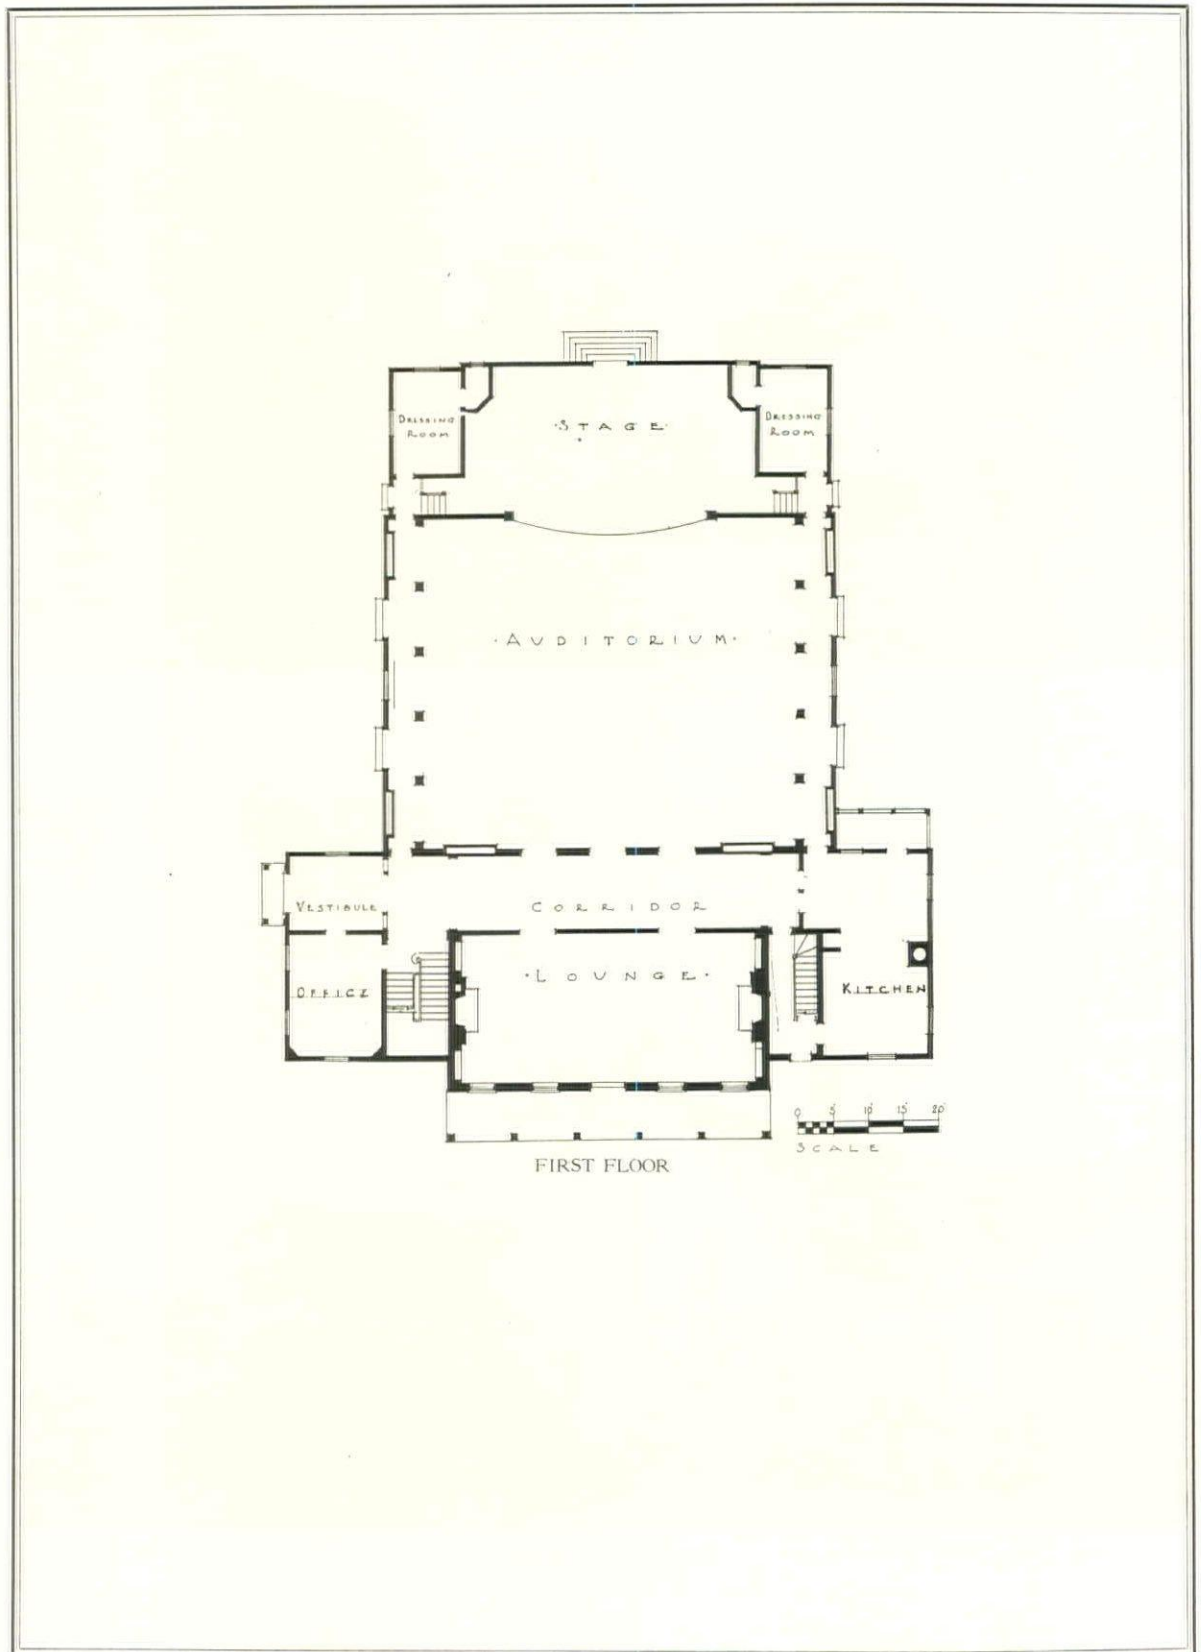 DRESSING
ROOM
·STAGE·
DRESSING
ROOM
·AUDITORIUM·
VESTIBULE
CORRIDOR
OFFICE
·LOUNGE·
KITCHEN
0 5' 10' 15' 20'
SCALE
FIRST FLOOR